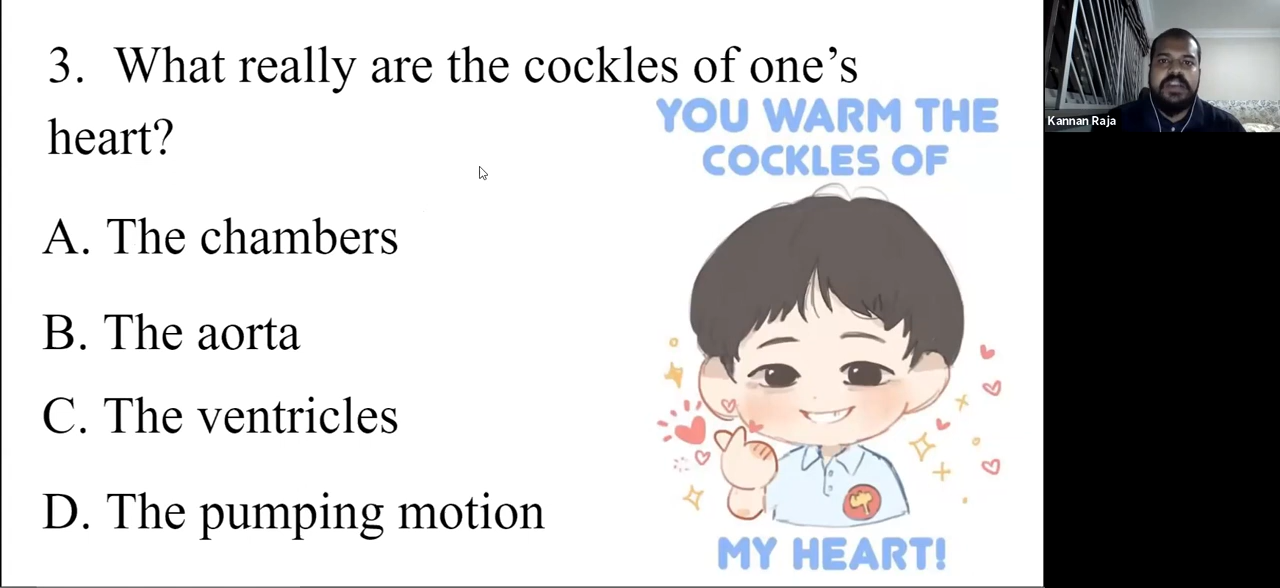 3. What really are the cockles of one’s
heart?
YOU WARM THE
COCKLES OF
A. The chambers
B. The aorta
C. The ventricles
D. The pumping motion
MY HEART!
Kannan Raja